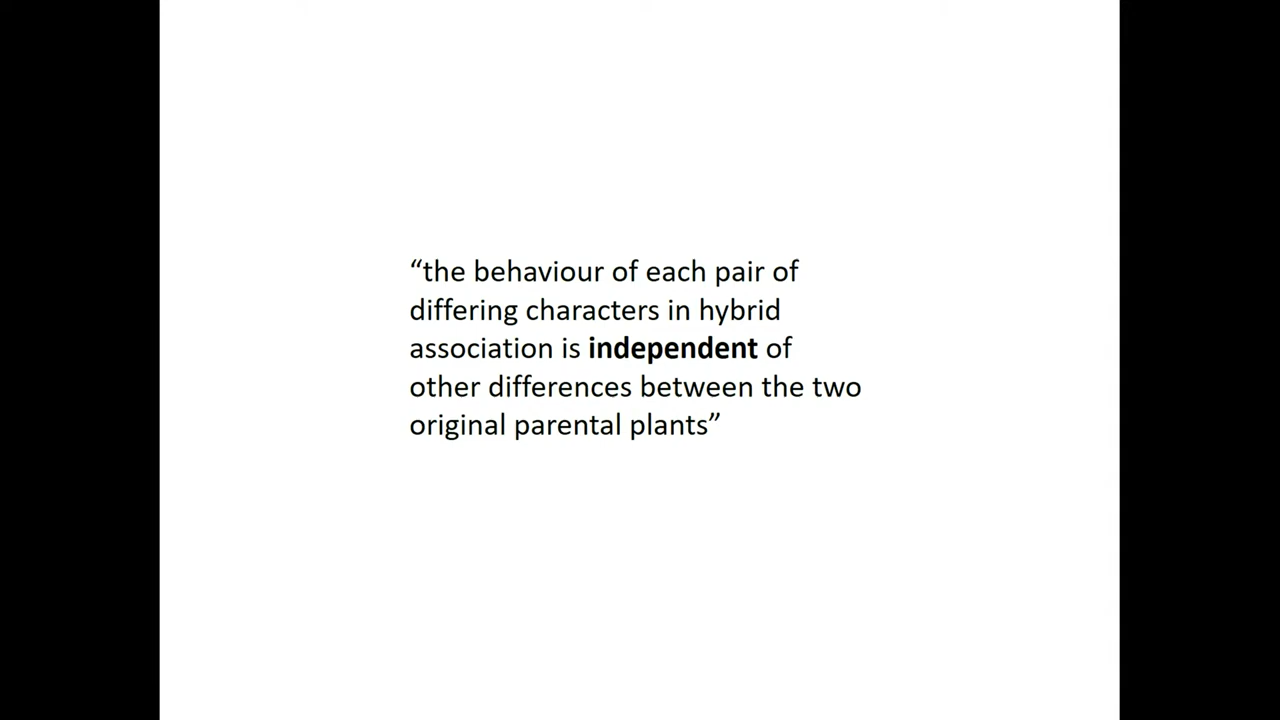 “the behaviour of each pair of
differing characters in hybrid
association is independent of
other differences between the two
original parental plants”